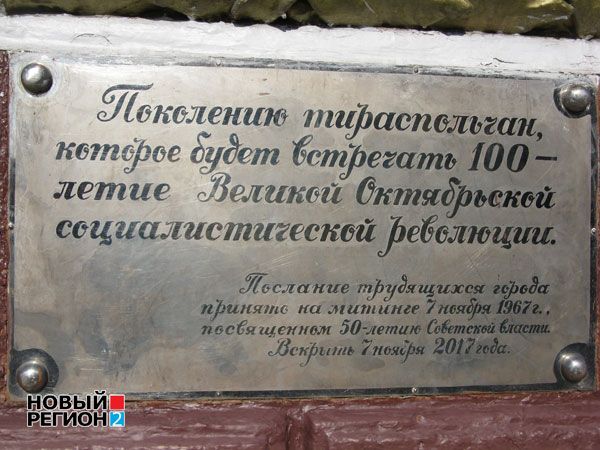 Поколению тираспольчан,
которое будет встречать 100-
летие Великой Октябрьской
социалистической революции.
Послание трудящихся города
принято на митинге 7 ноября 1967г.,
посвященном 50-летию Советской власти.
Вскрыть 7 ноября 2017 года.
НОВЫЙ
РЕГИОН 2